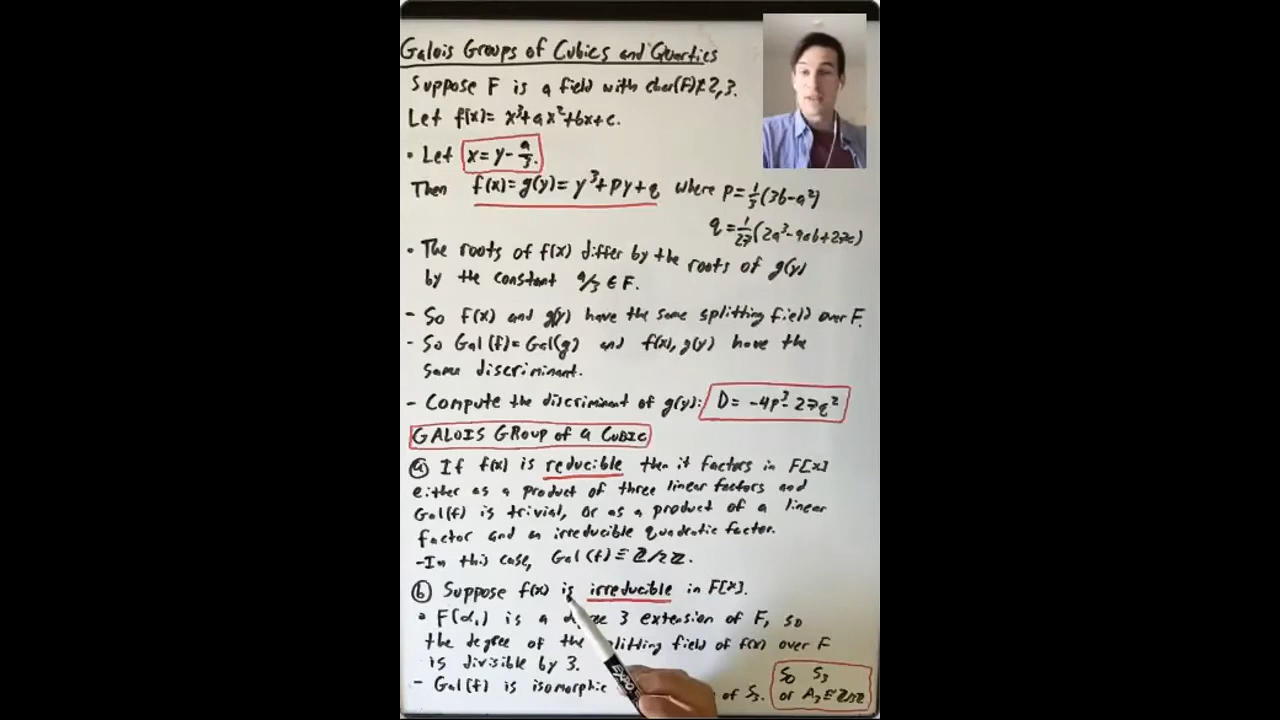 Galois Groups of Cubics and Quartics
Suppose F is a field with char(F)≠2,3.
Let f(x)= x³+ax²+bx+c.
• Let x=y-a/3.
Then f(x)=g(y)=y³+py+q where p=1/3(3b-a²)
q=1/27(2a³-9ab+27c)
• The roots of f(x) differ by the roots of g(y)
by the constant a/3 ∈ F.
- So f(x) and g(y) have the same splitting field over F.
- So Gal(f)=Gal(g) and f(x), g(y) have the
same discriminant.
- Compute the discriminant of g(y): D= -4p³-27q²
GALOIS GROUP of a CUBIC
ⓐ If f(x) is reducible then it factors in F[x]
either as a product of three linear factors and
Gal(f) is trivial, or as a product of a linear
factor and an irreducible quadratic factor.
-In this case, Gal(f)≅ℤ/2ℤ.
ⓑ Suppose f(x) is irreducible in F[x].
• F(α₁) is a degree 3 extension of F, so
the degree of the splitting field of f(x) over F
is divisible by 3.
- Gal(f) is isomorphic of S₃.
So S₃
or A₃≅ℤ/3ℤ
EXPO